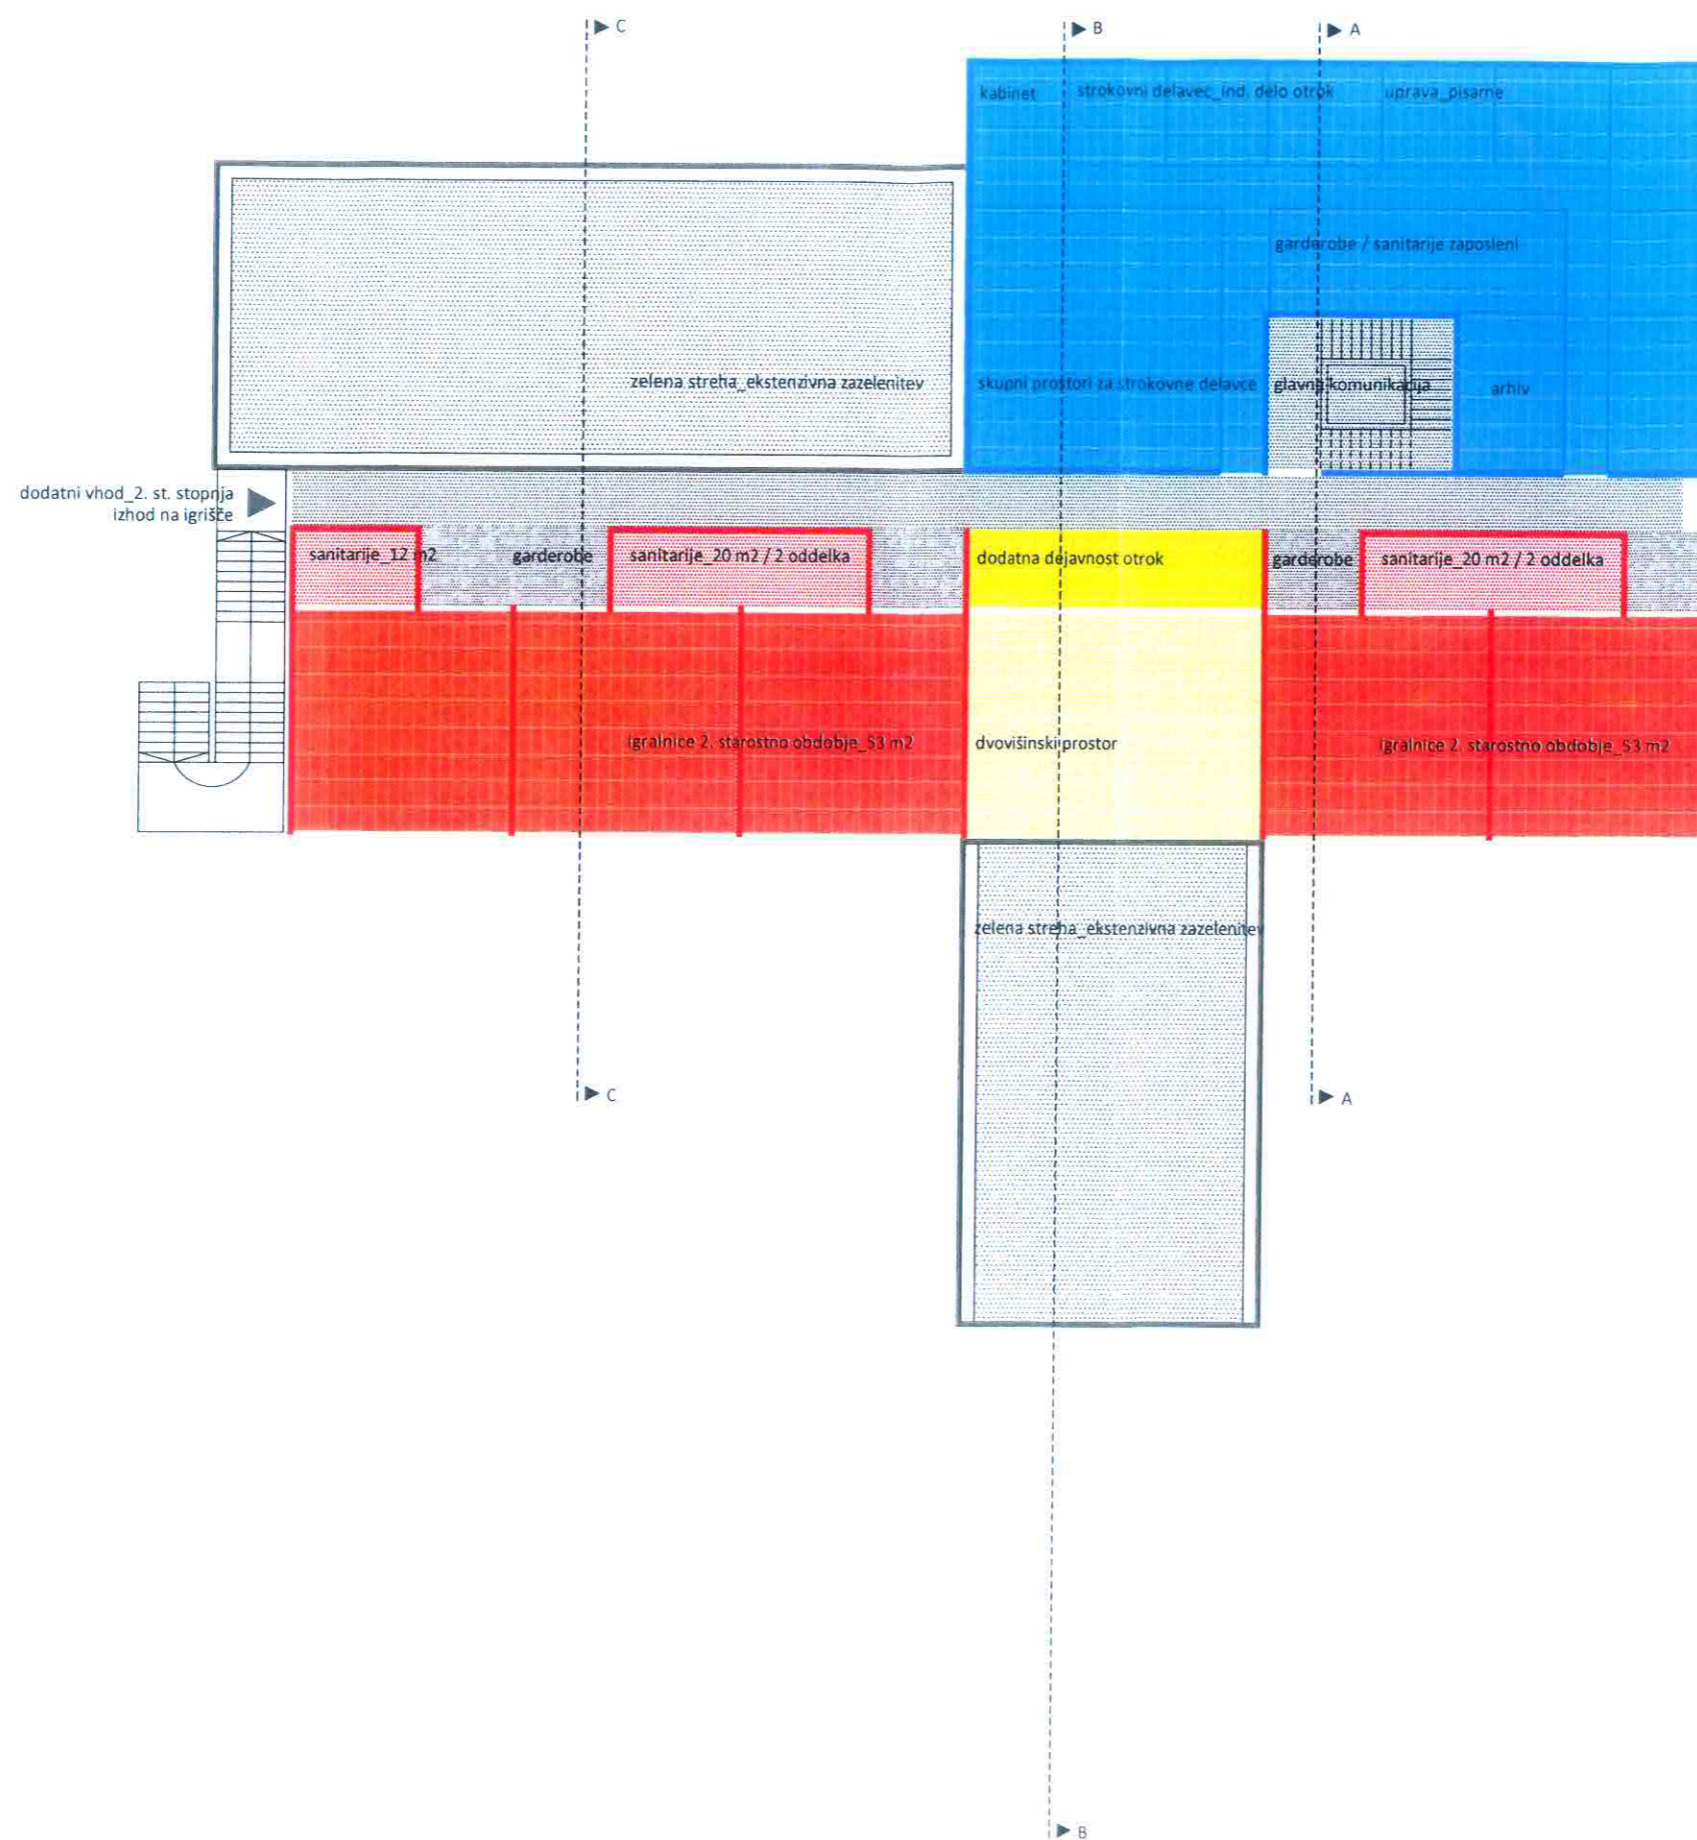 C
B
A
kabinet
strokovni delavec_ind. delo otrok
uprava_pisarne
garderobe / sanitarije zaposleni
zelena streha_ekstenzivna zazelenitev
skupni prostori za strokovne delavce
glavna komunikacija
arhiv
dodatni vhod_2. st. stopnja
izhod na igrišče
sanitarije_12 m2
garderobe
sanitarije_20 m2 / 2 oddelka
dodatna dejavnost otrok
garderobe
sanitarije_20 m2 / 2 oddelka
igralnice 2. starostno obdobje_53 m2
dvovišinski prostor
igralnice 2. starostno obdobje_53 m2
zelena streha_ekstenzivna zazelenitev
C
A
B